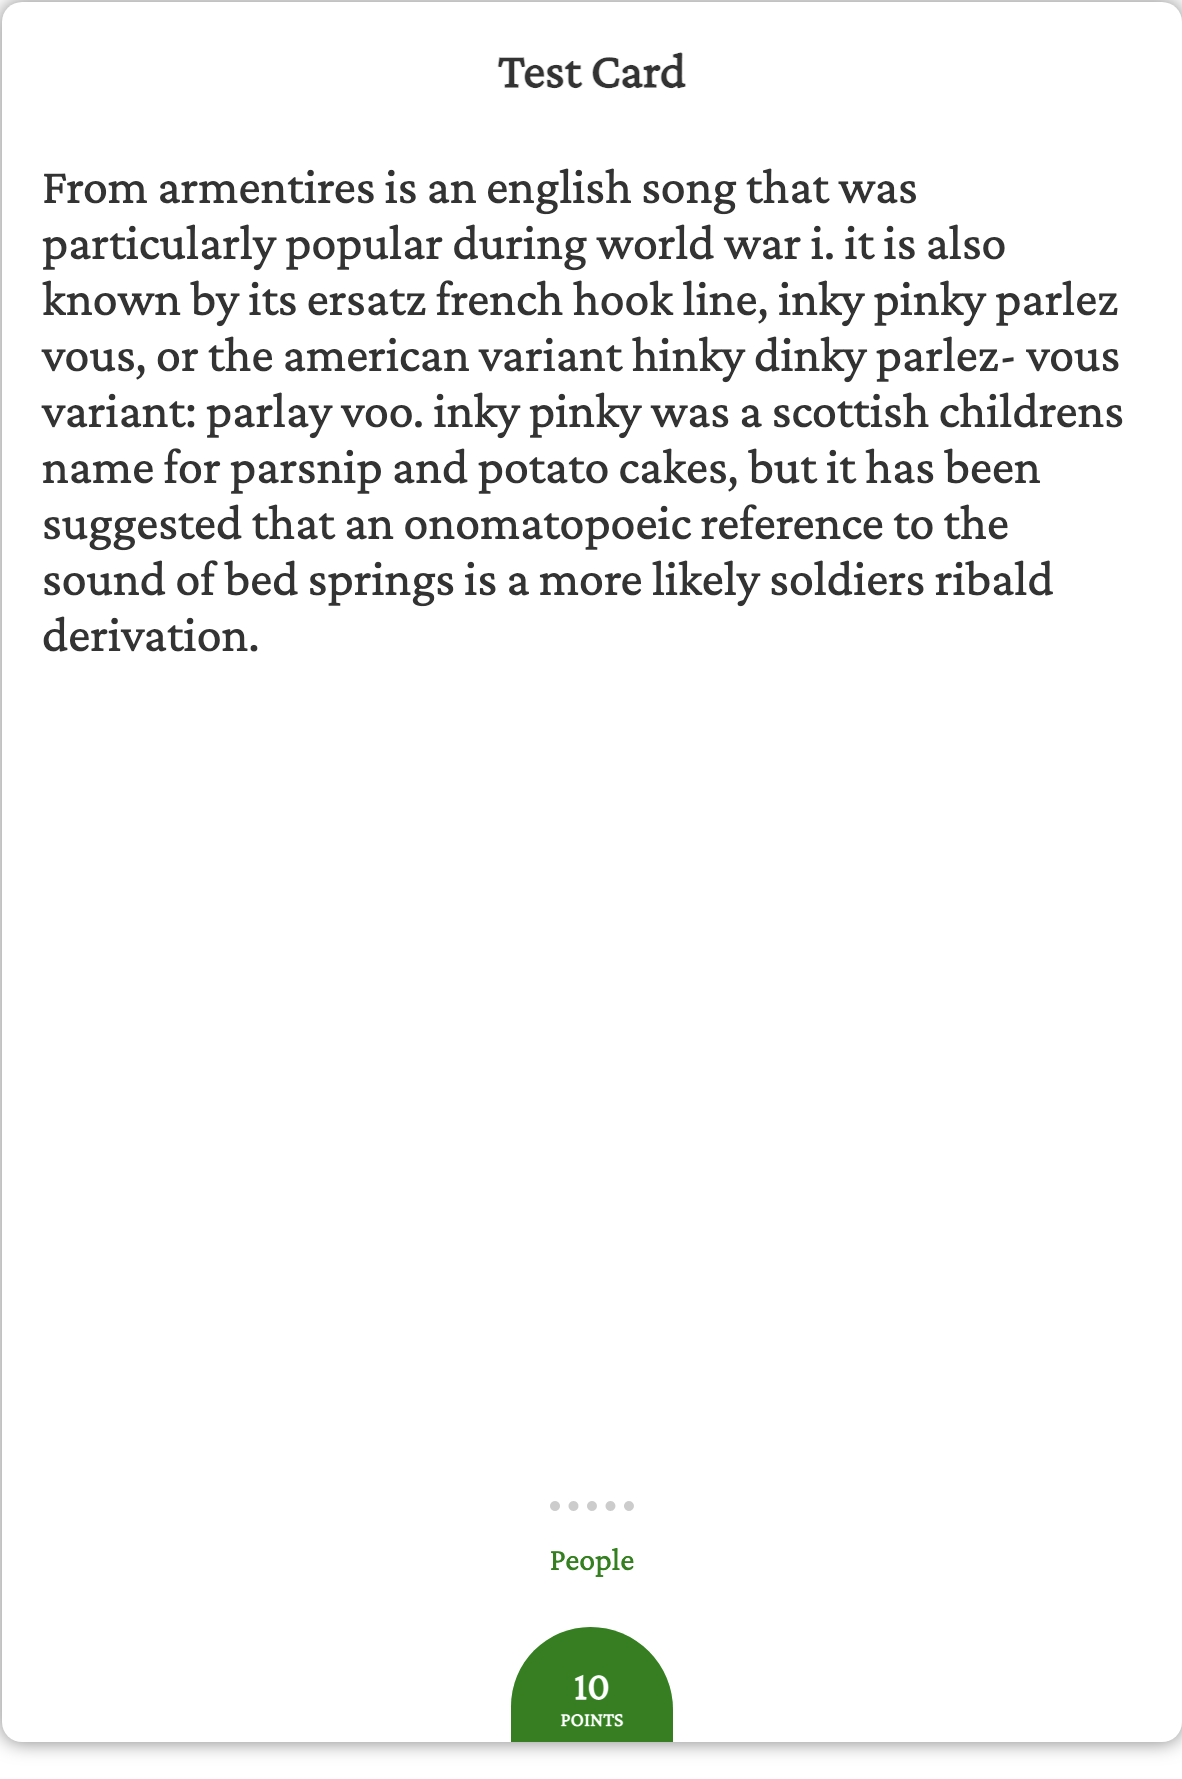 Test Card
From armentires is an english song that was
particularly popular during world war i. it is also
known by its ersatz french hook line, inky pinky parlez
vous, or the american variant hinky dinky parlez- vous
variant: parlay voo. inky pinky was a scottish childrens
name for parsnip and potato cakes, but it has been
suggested that an onomatopoeic reference to the
sound of bed springs is a more likely soldiers ribald
derivation.
People
10
POINTS